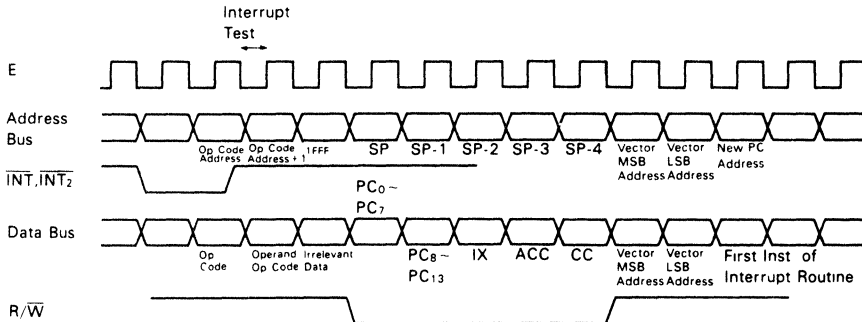 Interrupt
Test
E
Address
Bus
Op Code
Address
Op Code
Address+1
1FFF
SP
SP-1
SP-2
SP-3
SP-4
Vector
MSB
Address
Vector
LSB
Address
New PC
Address
INT, INT2
PC0~
PC7
Data Bus
Op
Code
Operand
Op Code
Irrelevant
Data
PC8~
PC13
IX
ACC
CC
Vector
MSB
Address
Vector
LSB
Address
First Inst of
Interrupt Routine
R/W